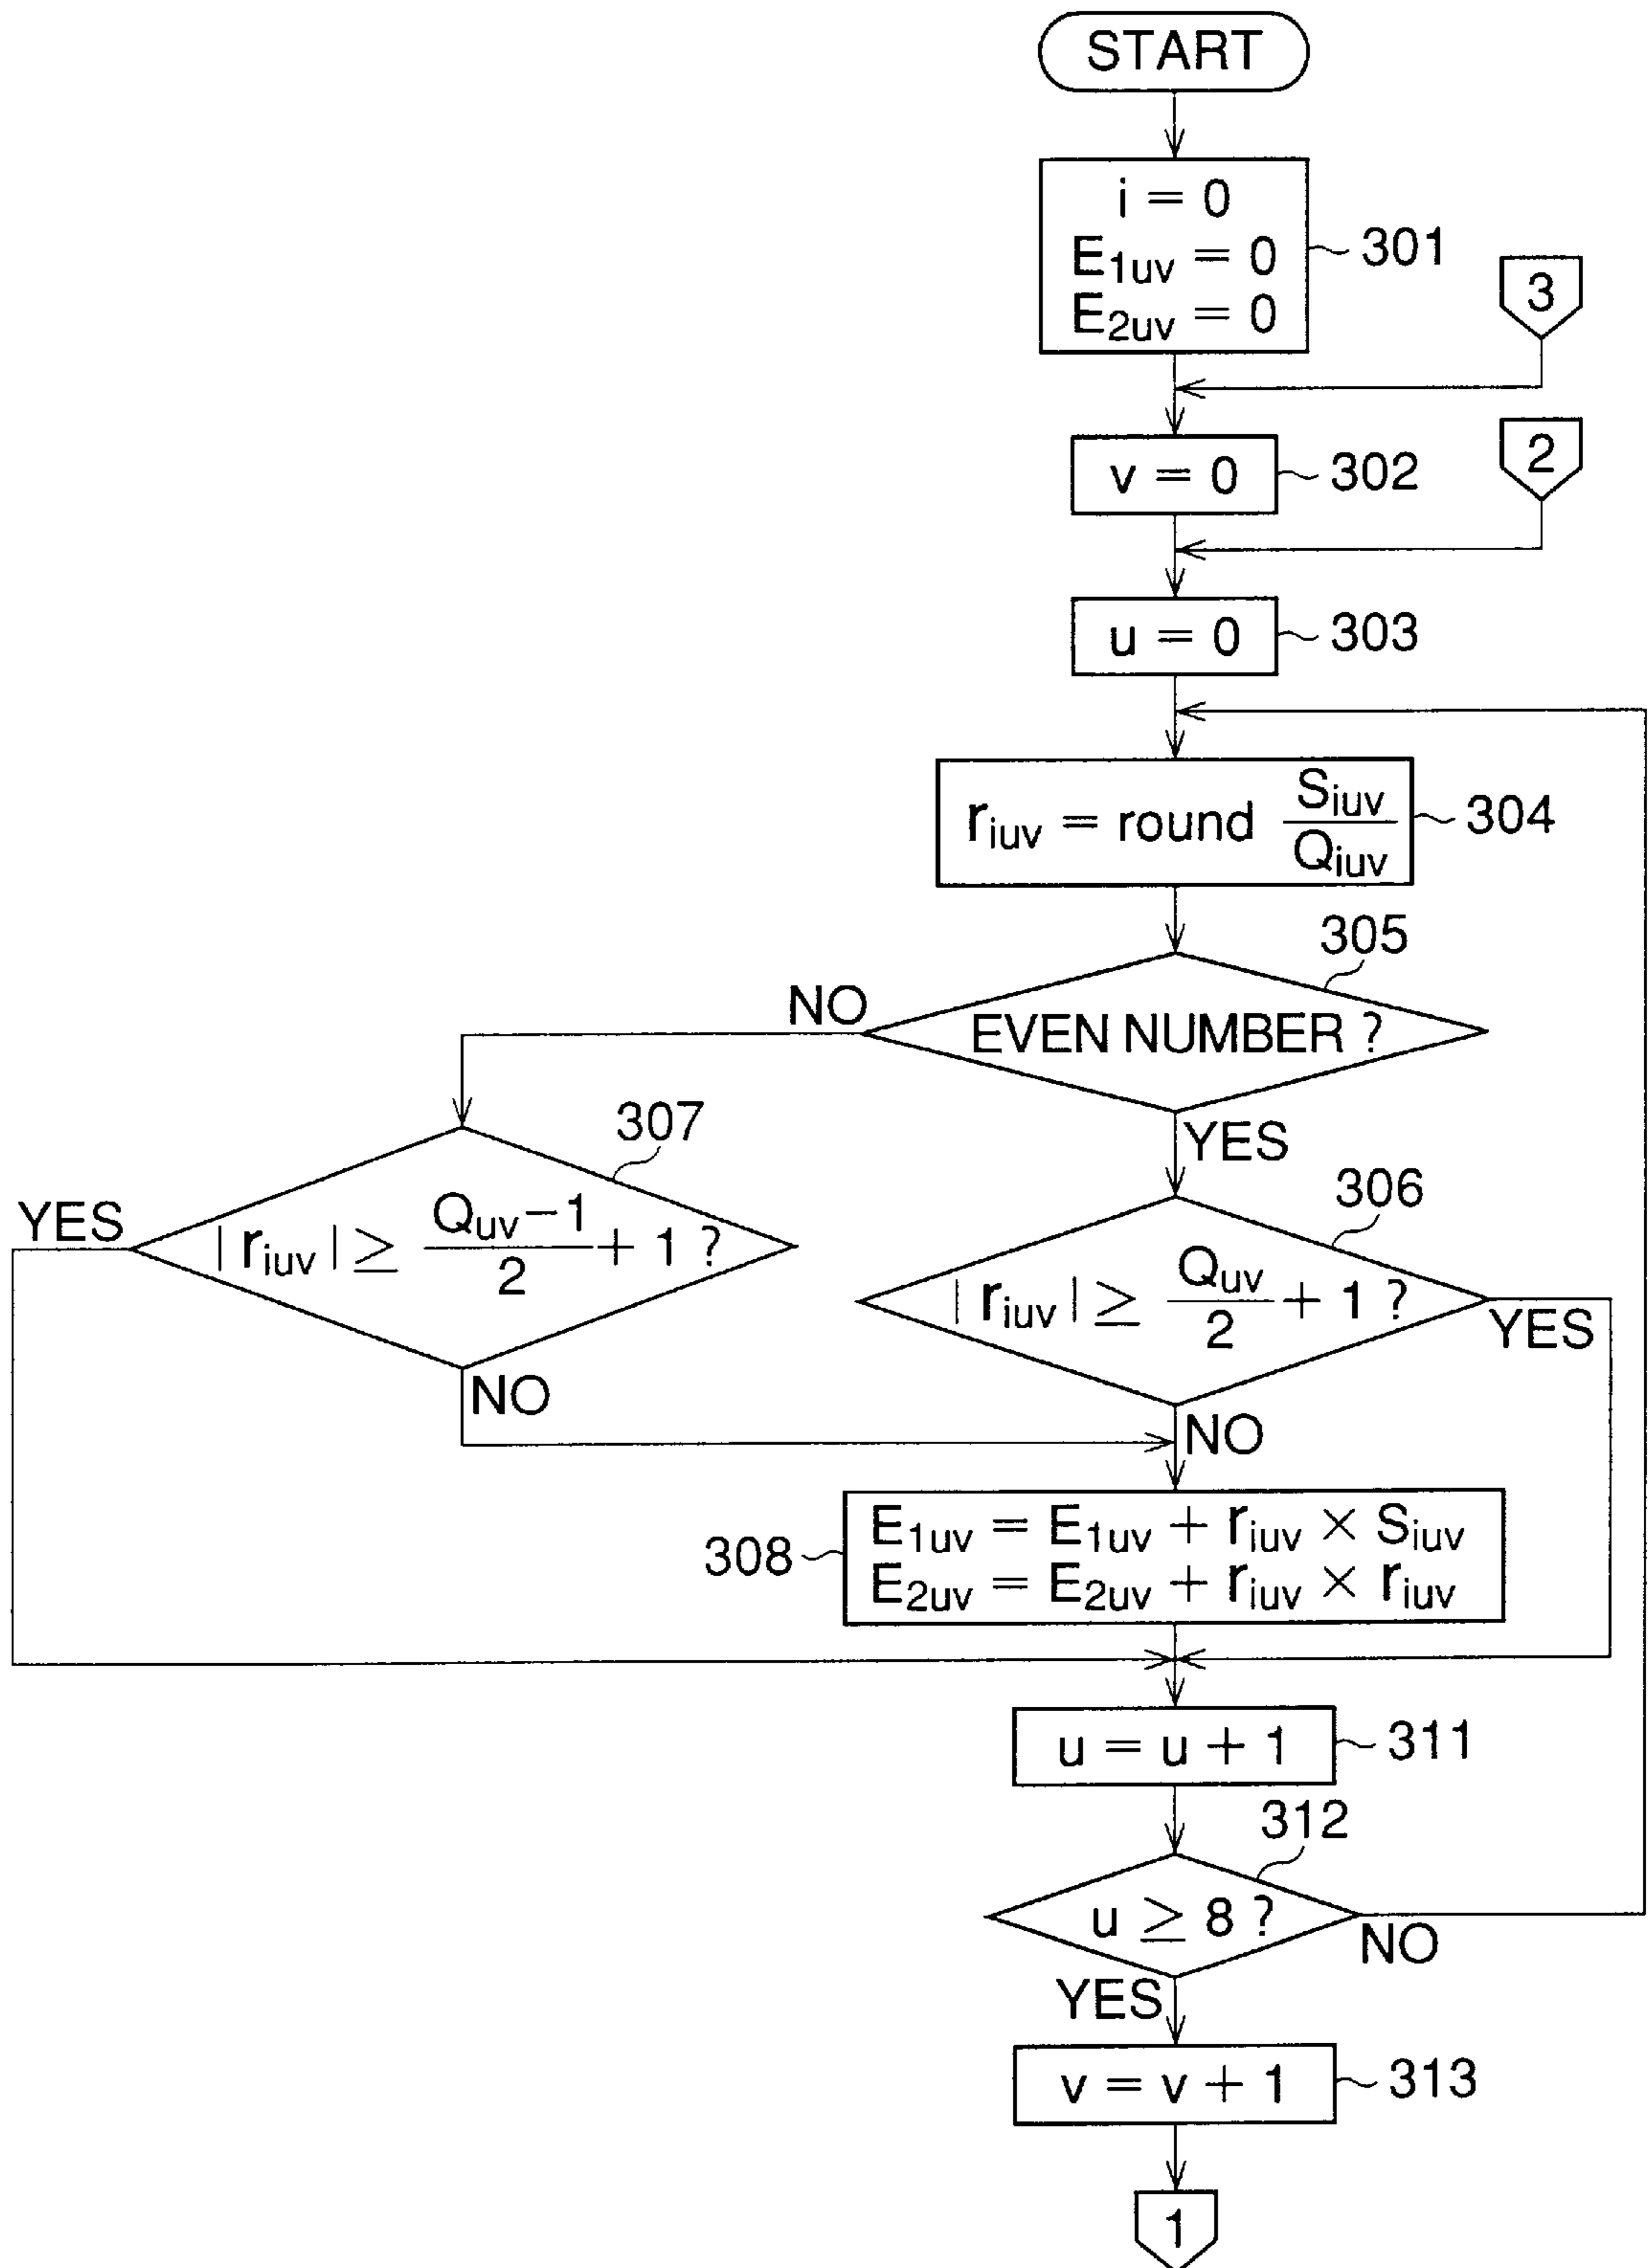 START
i = 0
E1uv = 0
E2uv = 0
301
3
v = 0
302
2
u = 0
303
riuv = round Siuv/Qiuv
304
305
NO
EVEN NUMBER ?
YES
307
YES
| riuv | ≥ Quv − 1/2 + 1 ?
NO
306
| riuv | ≥ Quv/2 + 1 ?
YES
NO
308
E1uv = E1uv + riuv × Siuv
E2uv = E2uv + riuv × riuv
u = u + 1
311
312
u ≥ 8 ?
NO
YES
v = v + 1
313
1